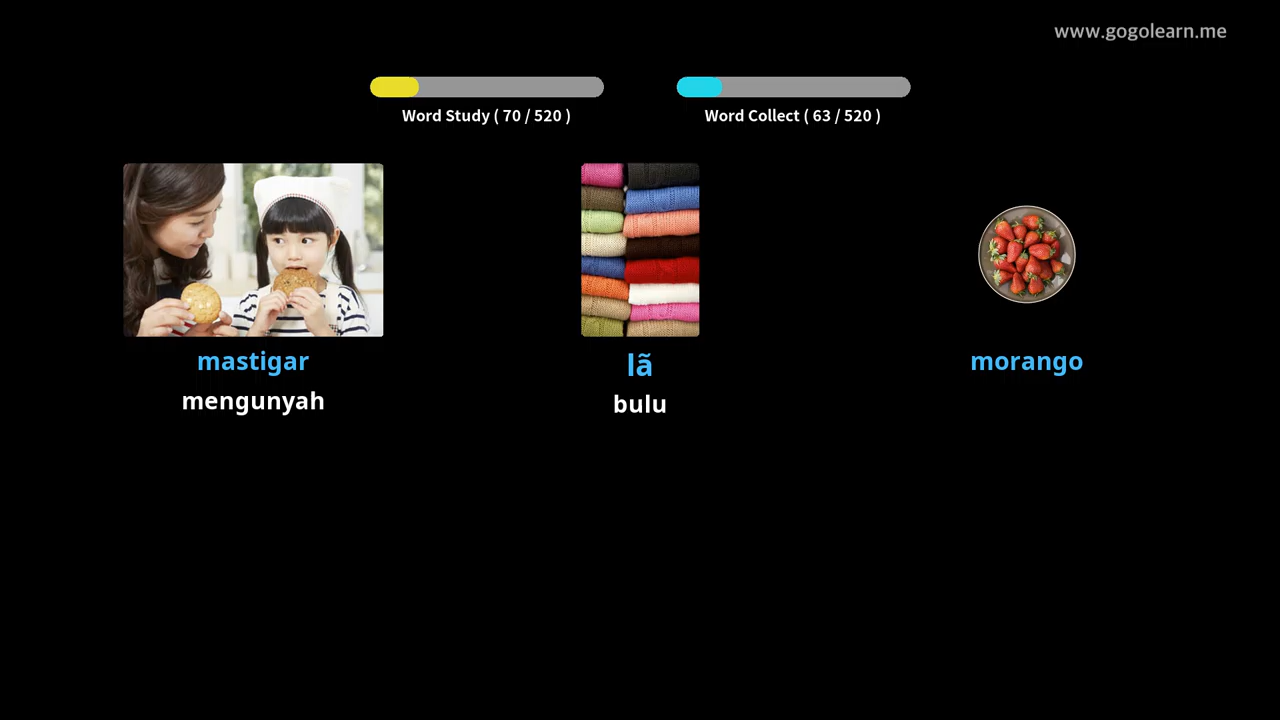 www.gogolearn.me
Word Study ( 70 / 520 )
Word Collect ( 63 / 520 )
mastigar
mengunyah
lã
bulu
morango